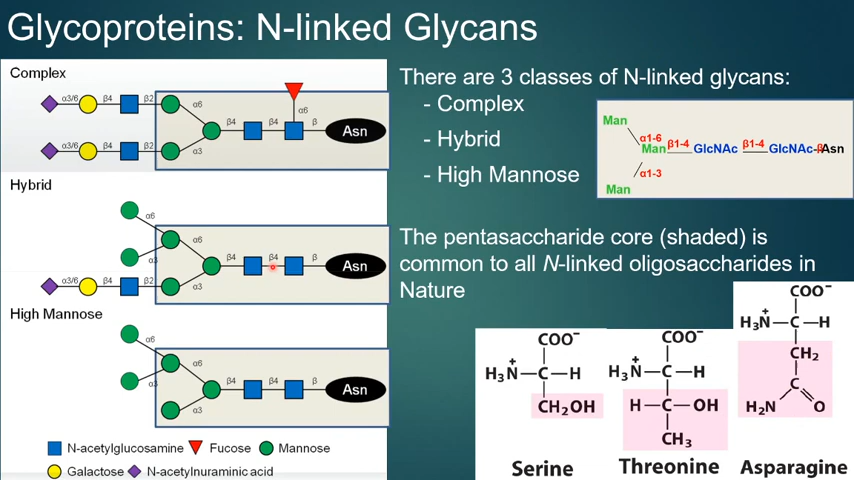 Glycoproteins: N-linked Glycans
Complex
α3/6 β4 β2 α6 β4 β4 β Asn
α6
α3/6 β4 β2 α3
Hybrid
α6
α6
α3 β4 β4 β Asn
α3/6 β4 β2 α3
High Mannose
α6
α6
α3 β4 β4 β Asn
α3
N-acetylglucosamine Fucose Mannose
Galactose N-acetylnuraminic acid
There are 3 classes of N-linked glycans:
- Complex
- Hybrid
- High Mannose
Man
α1-6
Man β1-4 GlcNAc β1-4 GlcNAc-βAsn
α1-3
Man
The pentasaccharide core (shaded) is
common to all N-linked oligosaccharides in
Nature
COO⁻
H₃N⁺—C—H
CH₂OH
Serine
COO⁻
H₃N⁺—C—H
H—C—OH
CH₃
Threonine
COO⁻
H₃N⁺—C—H
CH₂
C
H₂N O
Asparagine